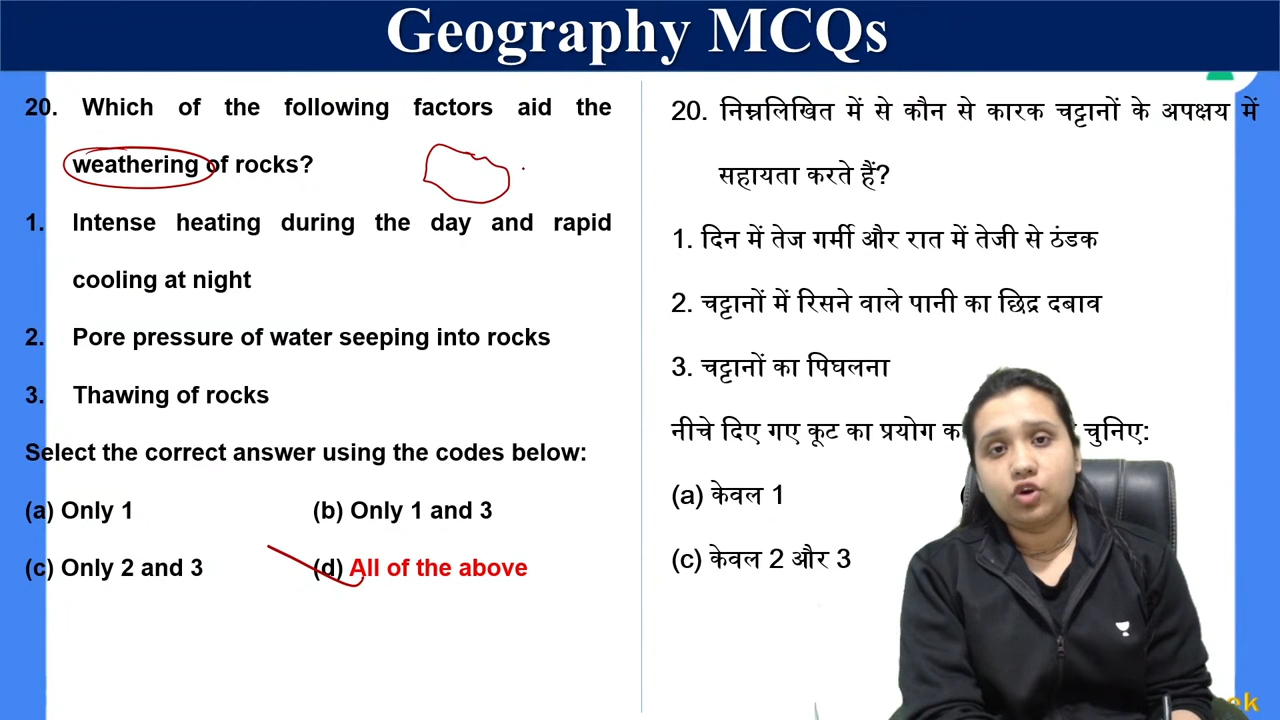 Geography MCQs
20. Which of the following factors aid the
weathering of rocks?
1. Intense heating during the day and rapid
cooling at night
2. Pore pressure of water seeping into rocks
3. Thawing of rocks
Select the correct answer using the codes below:
(a) Only 1 (b) Only 1 and 3
(c) Only 2 and 3 (d) All of the above
20. निम्नलिखित में से कौन से कारक चट्टानों के अपक्षय में
सहायता करते हैं?
1. दिन में तेज गर्मी और रात में तेजी से ठंडक
2. चट्टानों में रिसने वाले पानी का छिद्र दबाव
3. चट्टानों का पिघलना
नीचे दिए गए कूट का प्रयोग चुनिए:
(a) केवल 1
(c) केवल 2 और 3